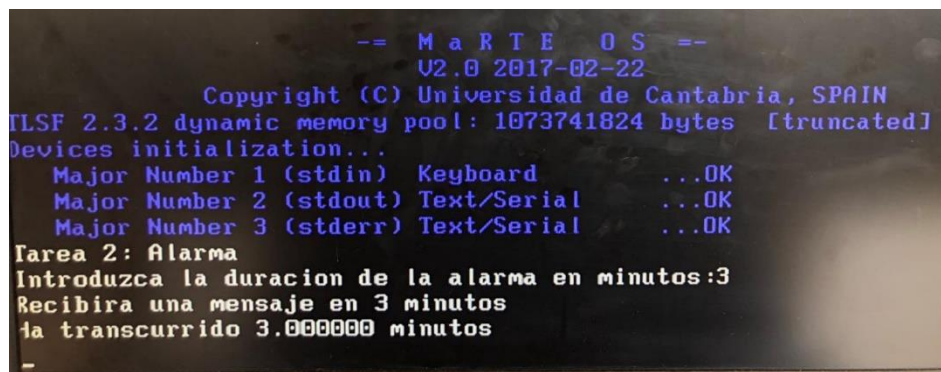 -= M a R T E   O S =-
V2.0 2017-02-22
Copyright (C) Universidad de Cantabria, SPAIN
TLSF 2.3.2 dynamic memory pool: 1073741824 bytes [truncated]
Devices initialization...
Major Number 1 (stdin) Keyboard ...OK
Major Number 2 (stdout) Text/Serial ...OK
Major Number 3 (stderr) Text/Serial ...OK
Tarea 2: Alarma
Introduzca la duracion de la alarma en minutos:3
Recibira una mensaje en 3 minutos
Ha transcurrido 3.000000 minutos
_